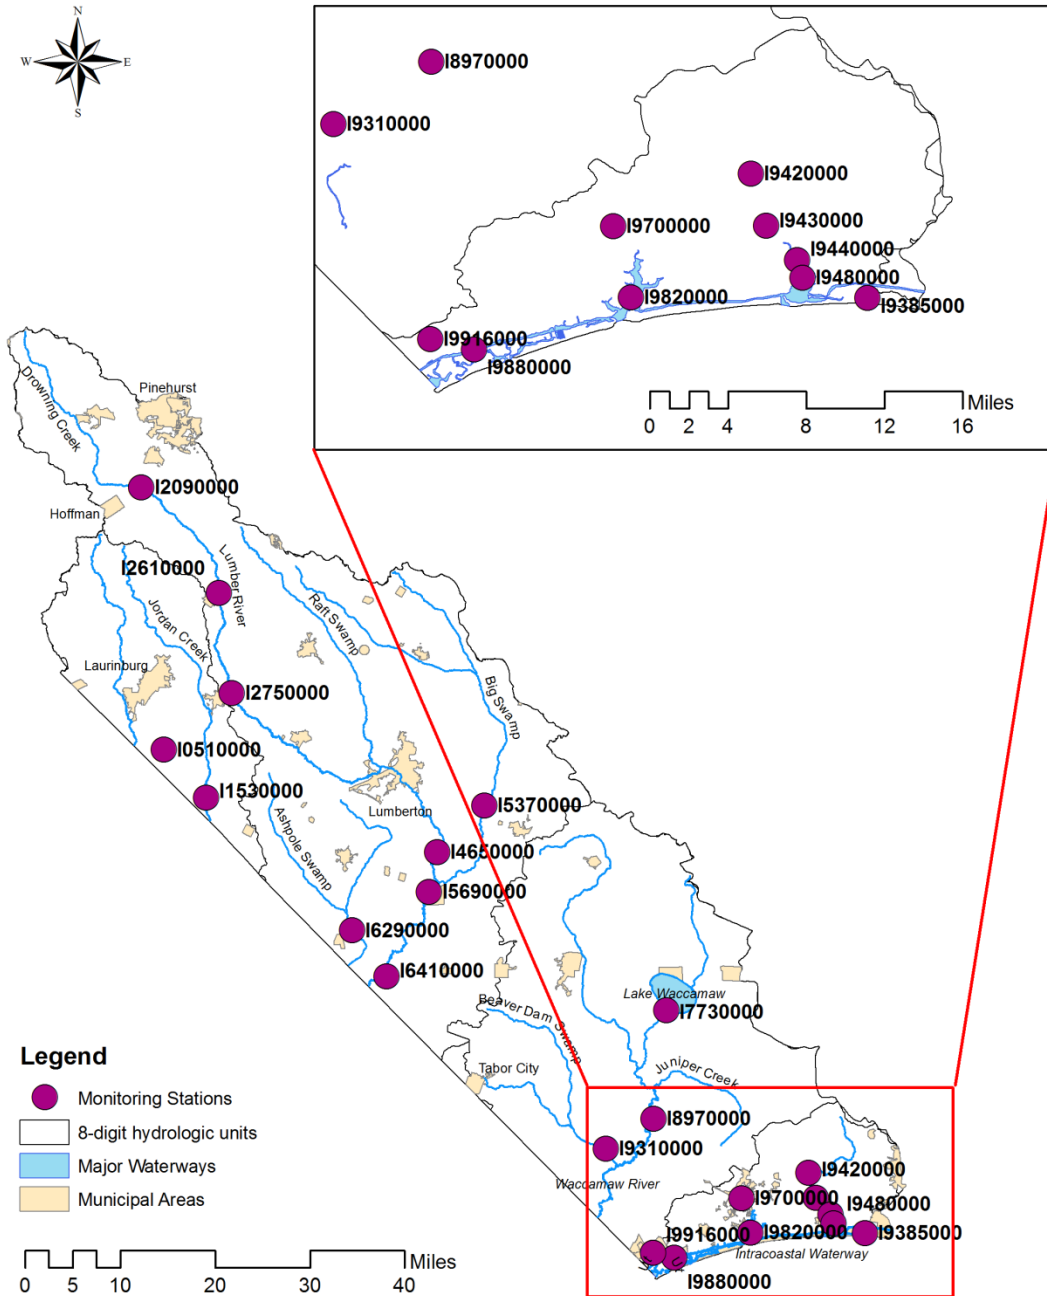 N
W
E
S
I8970000
I9310000
I9420000
I9700000
I9430000
I9440000
I9480000
I9820000
I9385000
I9916000
I9880000
Miles
0 2 4 8 12 16
Drowning Creek
Pinehurst
I2090000
Hoffman
I2610000
Lumber River
Raft Swamp
Jordan Creek
Laurinburg
I2750000
Big Swamp
I0510000
I1530000
Ashpole Swamp
Lumberton
I5370000
I4650000
I5690000
I6290000
I6410000
Lake Waccamaw
I7730000
Beaver Dam Swamp
Tabor City
Juniper Creek
I8970000
I9310000
Waccamaw River
I9420000
I9700000
I9480000
I9916000
I9820000
I9385000
Intracoastal Waterway
I9880000
Legend
Monitoring Stations
8-digit hydrologic units
Major Waterways
Municipal Areas
Miles
0 5 10 20 30 40